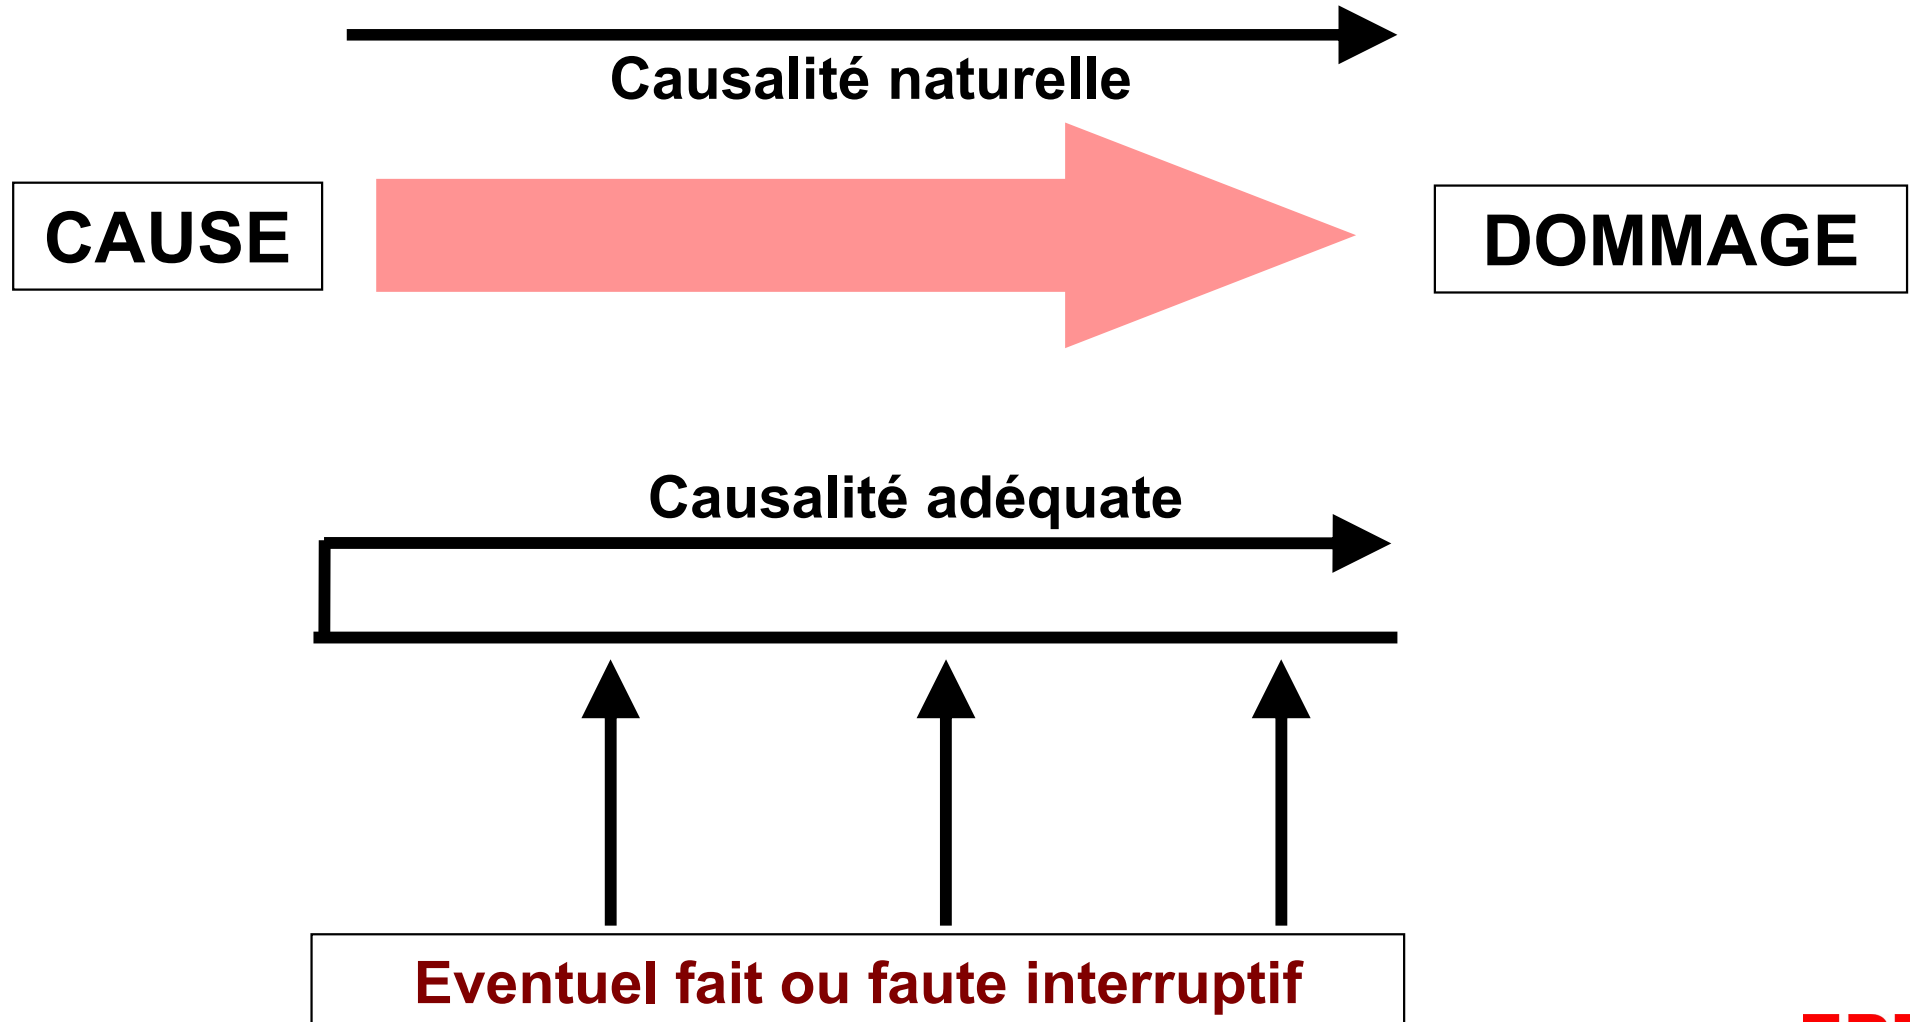 Causalité naturelle
CAUSE
DOMMAGE
Causalité adéquate
Eventuel fait ou faute interruptif